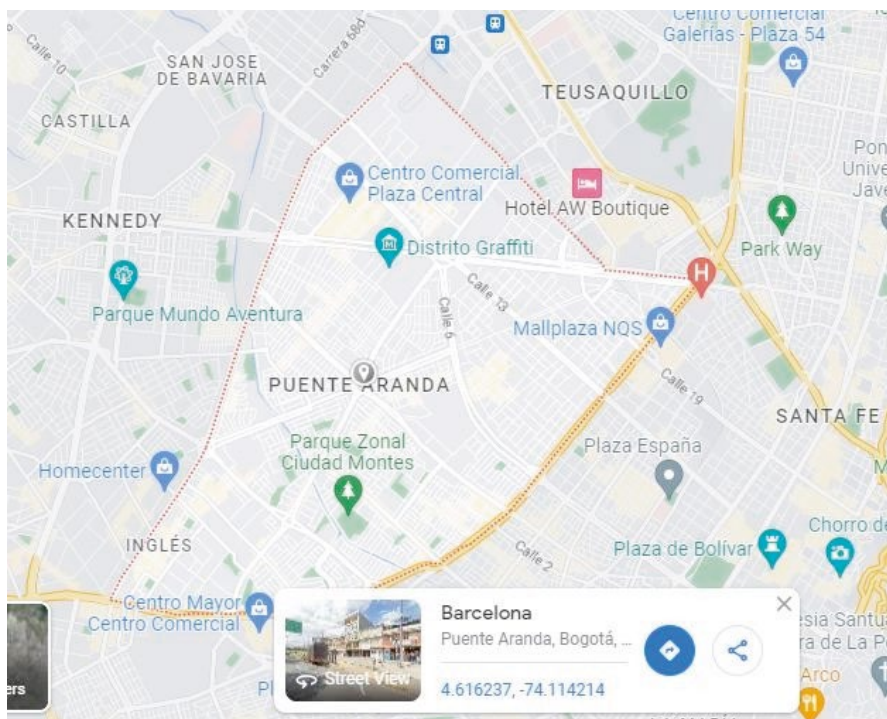 Centro Comercial
Galerías - Plaza 54
Calle 10
SAN JOSE
DE BAVARIA
Carrera 68d
TEUSAQUILLO
CASTILLA
Centro Comercial
Plaza Central
Hotel AW Boutique
KENNEDY
Distrito Graffiti
Park Way
Parque Mundo Aventura
Calle 13
Calle 6
Mallplaza NQS
Calle 19
PUENTE ARANDA
SANTA FE
Parque Zonal
Ciudad Montes
Plaza España
Homecenter
INGLÉS
Calle 2
Plaza de Bolívar
Chorro de
Centro Mayor
Centro Comercial
Barcelona
Puente Aranda, Bogotá, ...
Street View
4.616237, -74.114214
Arco